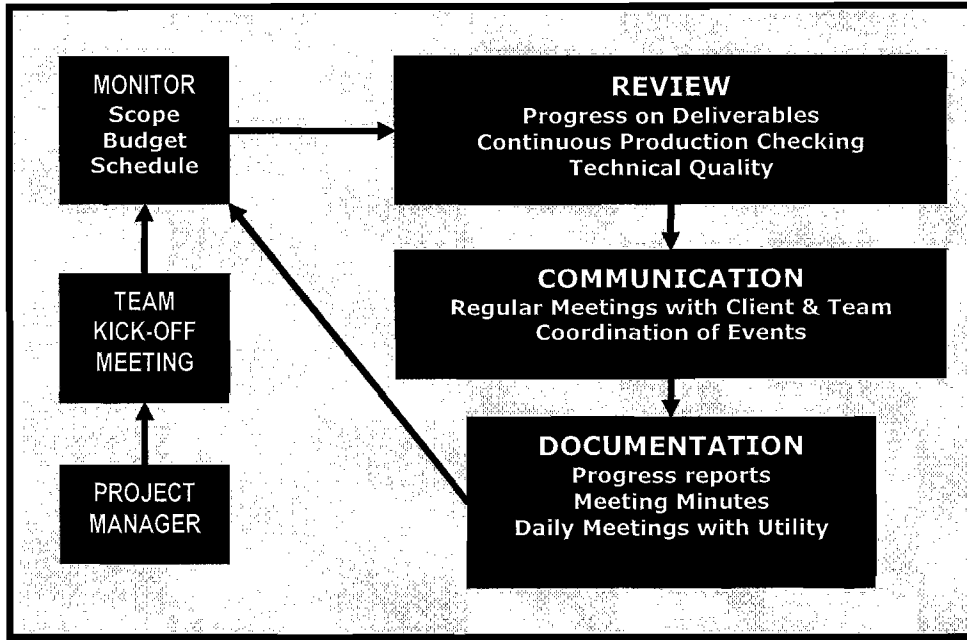 MONITOR
Scope
Budget
Schedule
REVIEW
Progress on Deliverables
Continuous Production Checking
Technical Quality
TEAM
KICK-OFF
MEETING
COMMUNICATION
Regular Meetings with Client & Team
Coordination of Events
PROJECT
MANAGER
DOCUMENTATION
Progress reports
Meeting Minutes
Daily Meetings with Utility